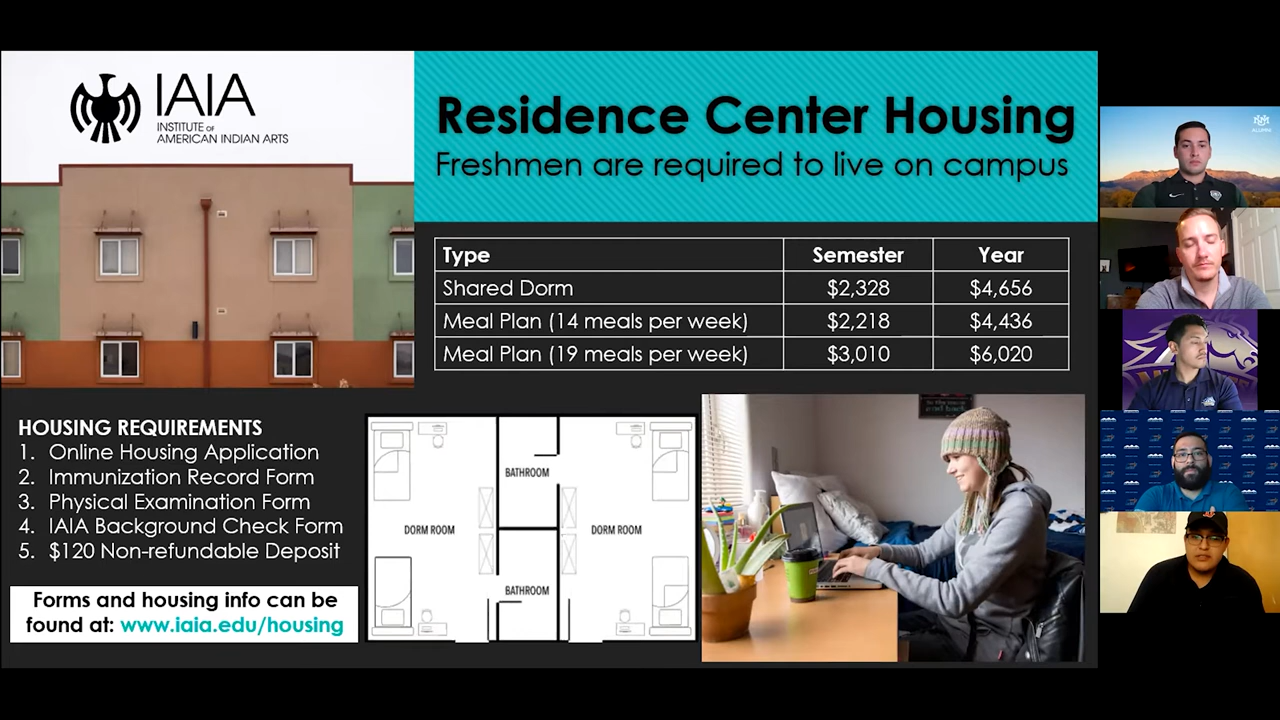 IAIA
INSTITUTE of
AMERICAN INDIAN ARTS
Residence Center Housing
Freshmen are required to live on campus
Type Semester Year
Shared Dorm $2,328 $4,656
Meal Plan (14 meals per week) $2,218 $4,436
Meal Plan (19 meals per week) $3,010 $6,020
HOUSING REQUIREMENTS
1. Online Housing Application
2. Immunization Record Form
3. Physical Examination Form
4. IAIA Background Check Form
5. $120 Non-refundable Deposit
Forms and housing info can be
found at: www.iaia.edu/housing
BATHROOM
DORM ROOM
DORM ROOM
BATHROOM
ALUMNI